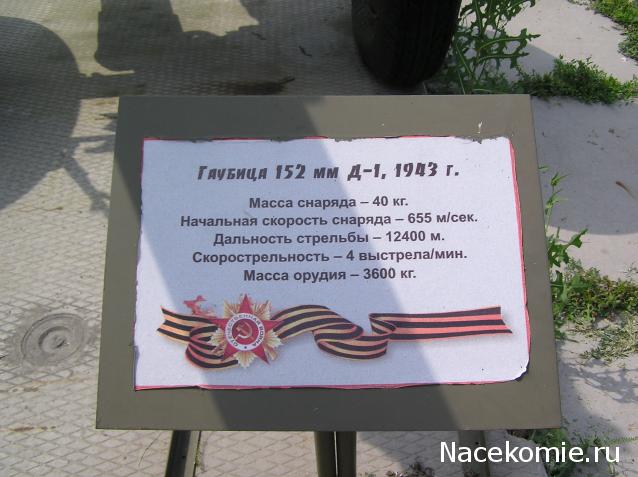 Гаубица 152 мм Д-1, 1943 г.
Масса снаряда – 40 кг.
Начальная скорость снаряда – 655 м/сек.
Дальность стрельбы – 12400 м.
Скорострельность – 4 выстрела/мин.
Масса орудия – 3600 кг.
Nacekomie.ru